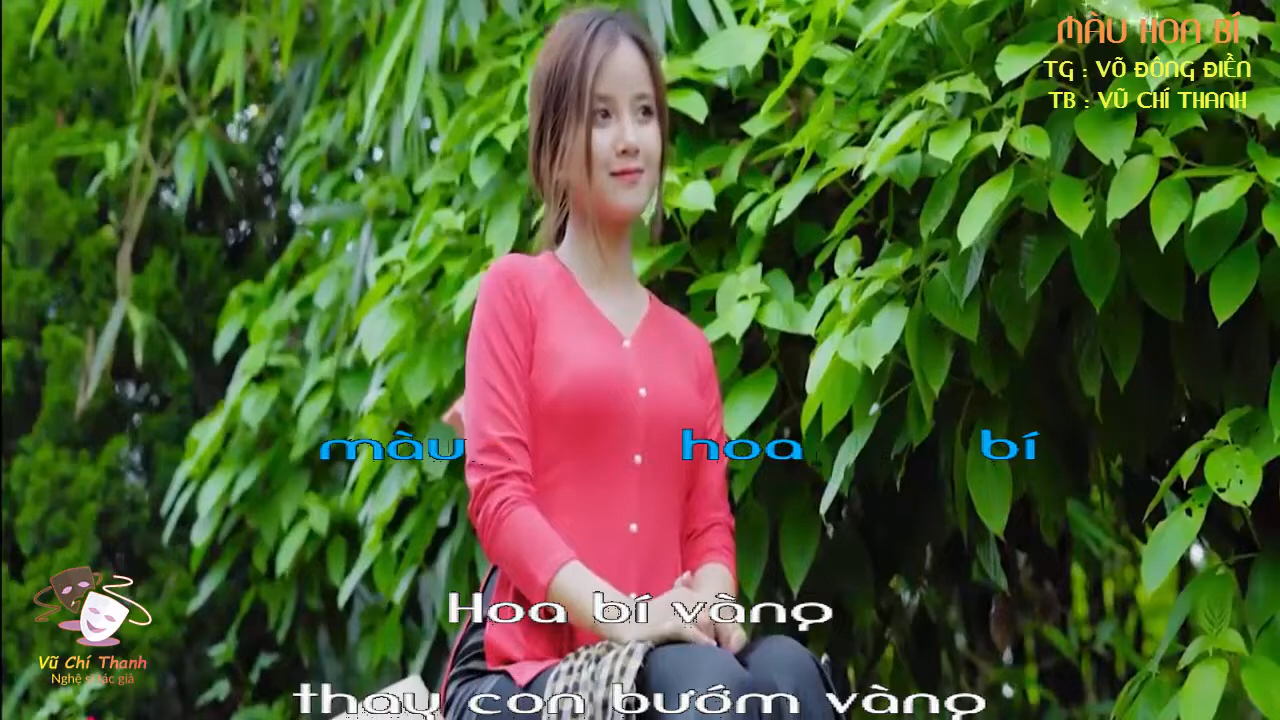 MÀU HOA BÍ
TG : VÕ ĐÔNG ĐIỀN
TB : VŨ CHÍ THANH
màu hoa bí
Hoa bí vàng
thay con bướm vàng
Vũ Chí Thanh
Nghệ sĩ tác giả